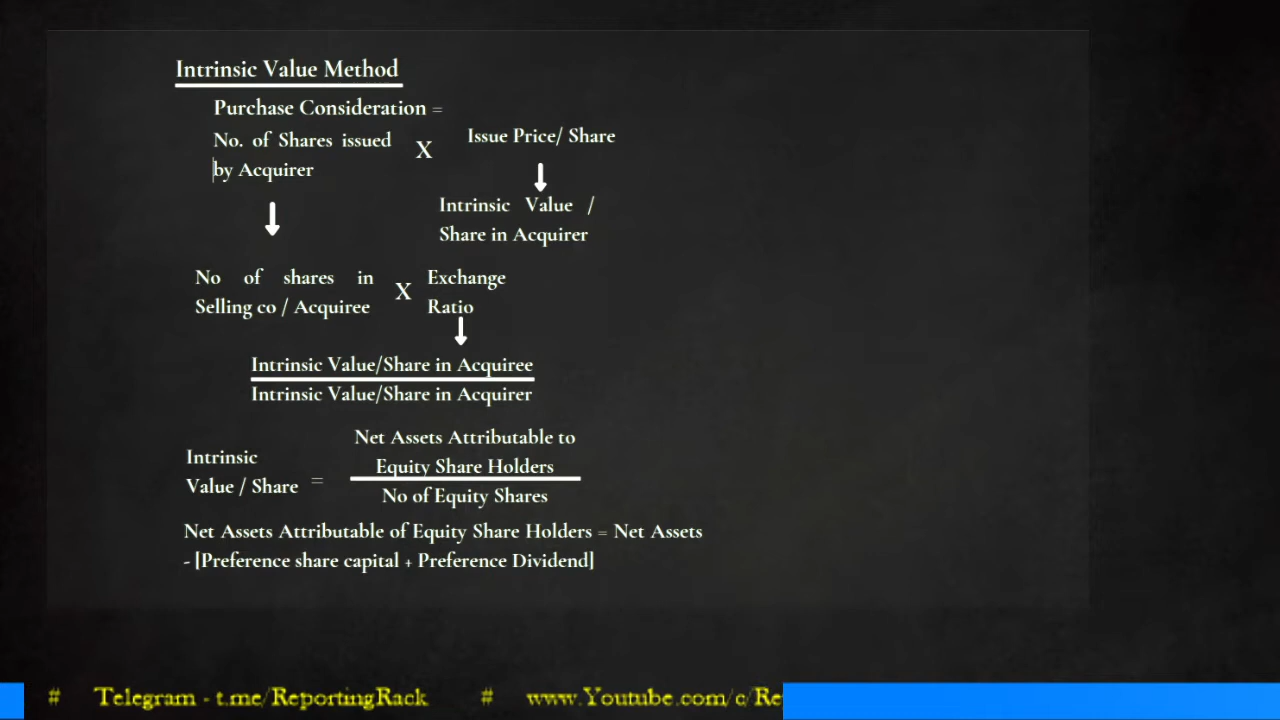 Intrinsic Value Method
Purchase Consideration =
No. of Shares issued
by Acquirer
X
Issue Price/ Share
Intrinsic Value /
Share in Acquirer
No of shares in
Selling co / Acquiree
X
Exchange
Ratio
Intrinsic Value/Share in Acquiree
Intrinsic Value/Share in Acquirer
Intrinsic
Value / Share
=
Net Assets Attributable to
Equity Share Holders
No of Equity Shares
Net Assets Attributable of Equity Share Holders = Net Assets
- [Preference share capital + Preference Dividend]
# Telegram - t.me/ReportingRack # www.Youtube.com/c/Re